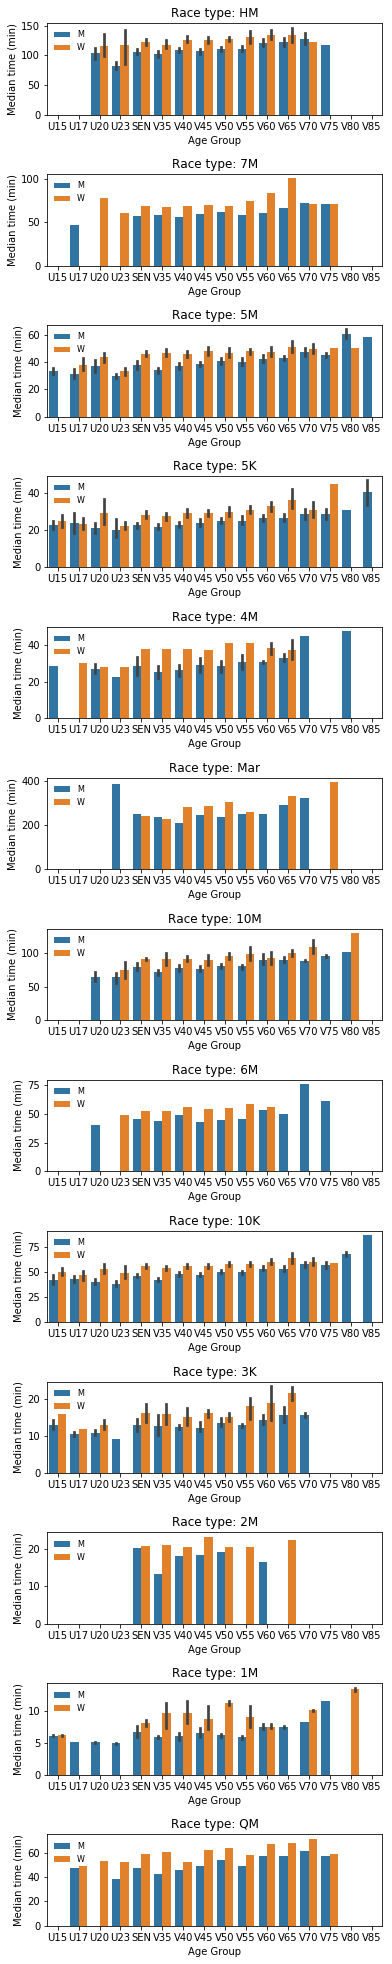 Race type: HM
Median time (min)
150
100
50
0
M
W
U15 U17 U20 U23 SEN V35 V40 V45 V50 V55 V60 V65 V70 V75 V80 V85
Age Group
Race type: 7M
Median time (min)
100
50
0
M
W
U15 U17 U20 U23 SEN V35 V40 V45 V50 V55 V60 V65 V70 V75 V80 V85
Age Group
Race type: 5M
Median time (min)
60
40
20
0
M
W
U15 U17 U20 U23 SEN V35 V40 V45 V50 V55 V60 V65 V70 V75 V80 V85
Age Group
Race type: 5K
Median time (min)
40
20
0
M
W
U15 U17 U20 U23 SEN V35 V40 V45 V50 V55 V60 V65 V70 V75 V80 V85
Age Group
Race type: 4M
Median time (min)
40
20
0
M
W
U15 U17 U20 U23 SEN V35 V40 V45 V50 V55 V60 V65 V70 V75 V80 V85
Age Group
Race type: Mar
Median time (min)
400
200
0
M
W
U15 U17 U20 U23 SEN V35 V40 V45 V50 V55 V60 V65 V70 V75 V80 V85
Age Group
Race type: 10M
Median time (min)
100
50
0
M
W
U15 U17 U20 U23 SEN V35 V40 V45 V50 V55 V60 V65 V70 V75 V80 V85
Age Group
Race type: 6M
Median time (min)
75
50
25
0
M
W
U15 U17 U20 U23 SEN V35 V40 V45 V50 V55 V60 V65 V70 V75 V80 V85
Age Group
Race type: 10K
Median time (min)
75
50
25
0
M
W
U15 U17 U20 U23 SEN V35 V40 V45 V50 V55 V60 V65 V70 V75 V80 V85
Age Group
Race type: 3K
Median time (min)
20
10
0
M
W
U15 U17 U20 U23 SEN V35 V40 V45 V50 V55 V60 V65 V70 V75 V80 V85
Age Group
Race type: 2M
Median time (min)
20
10
0
M
W
U15 U17 U20 U23 SEN V35 V40 V45 V50 V55 V60 V65 V70 V75 V80 V85
Age Group
Race type: 1M
Median time (min)
10
5
0
M
W
U15 U17 U20 U23 SEN V35 V40 V45 V50 V55 V60 V65 V70 V75 V80 V85
Age Group
Race type: QM
Median time (min)
60
40
20
0
M
W
U15 U17 U20 U23 SEN V35 V40 V45 V50 V55 V60 V65 V70 V75 V80 V85
Age Group